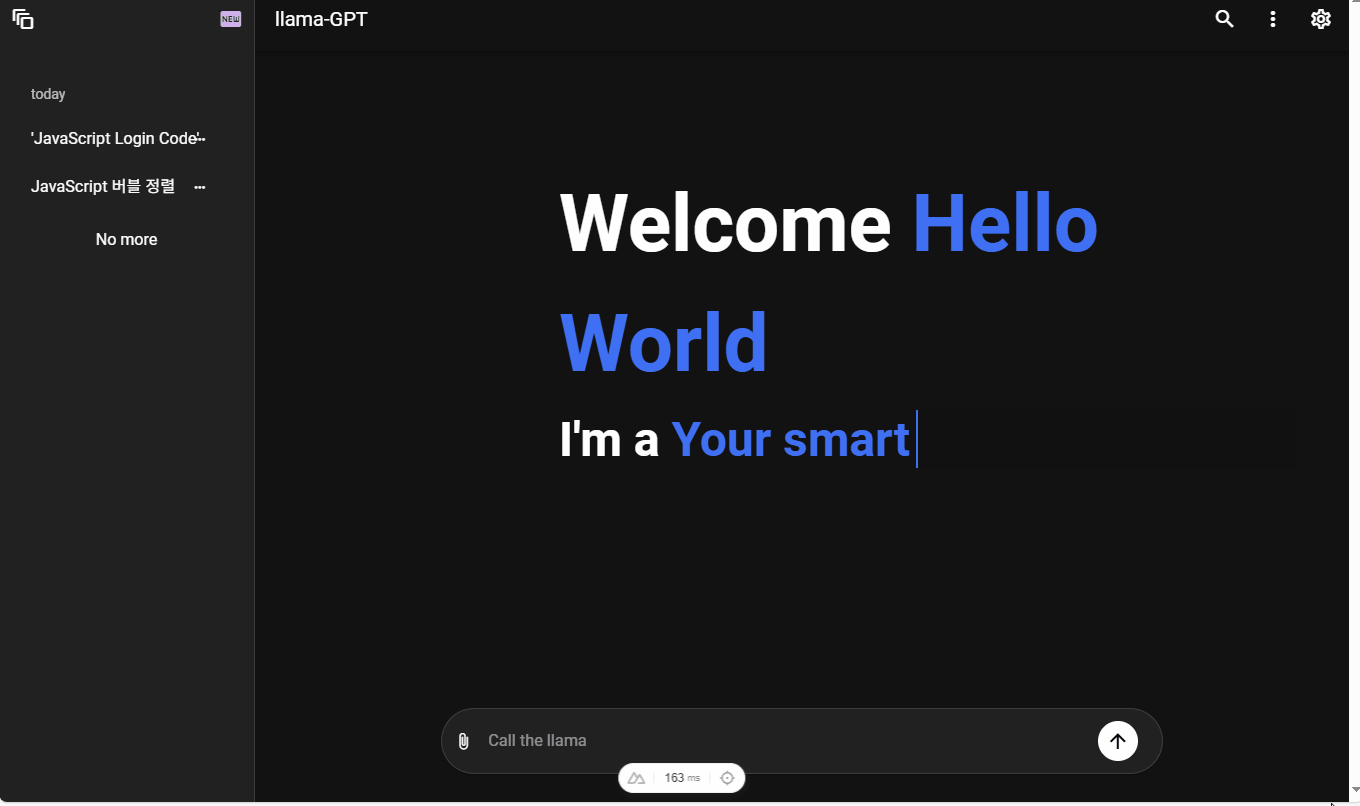 NEW
llama-GPT
today
'JavaScript Login Code'
JavaScript 버블 정렬
No more
Welcome Hello
World
I'm a Your smart
Call the llama
163 ms